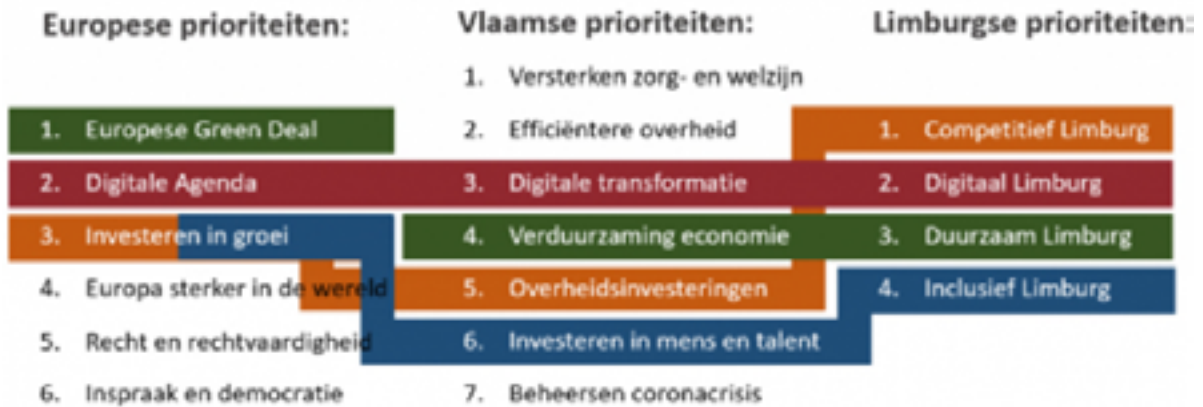 Europese prioriteiten:
1. Europese Green Deal
2. Digitale Agenda
3. Investeren in groei
4. Europa sterker in de wereld
5. Recht en rechtvaardigheid
6. Inspraak en democratie
Vlaamse prioriteiten:
1. Versterken zorg- en welzijn
2. Efficiëntere overheid
3. Digitale transformatie
4. Verduurzaming economie
5. Overheidsinvesteringen
6. Investeren in mens en talent
7. Beheersen coronacrisis
Limburgse prioriteiten:
1. Competitief Limburg
2. Digitaal Limburg
3. Duurzaam Limburg
4. Inclusief Limburg